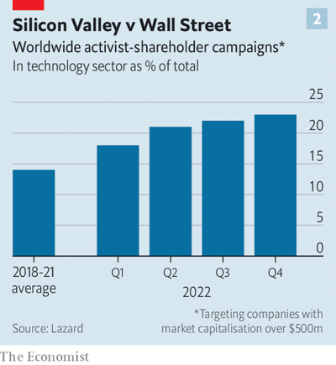 Silicon Valley v Wall Street
2
Worldwide activist-shareholder campaigns*
In technology sector as % of total
25
20
15
10
5
0
2018-21
average
Q1
Q2
Q3
Q4
2022
*Targeting companies with
market capitalisation over $500m
Source: Lazard
The Economist